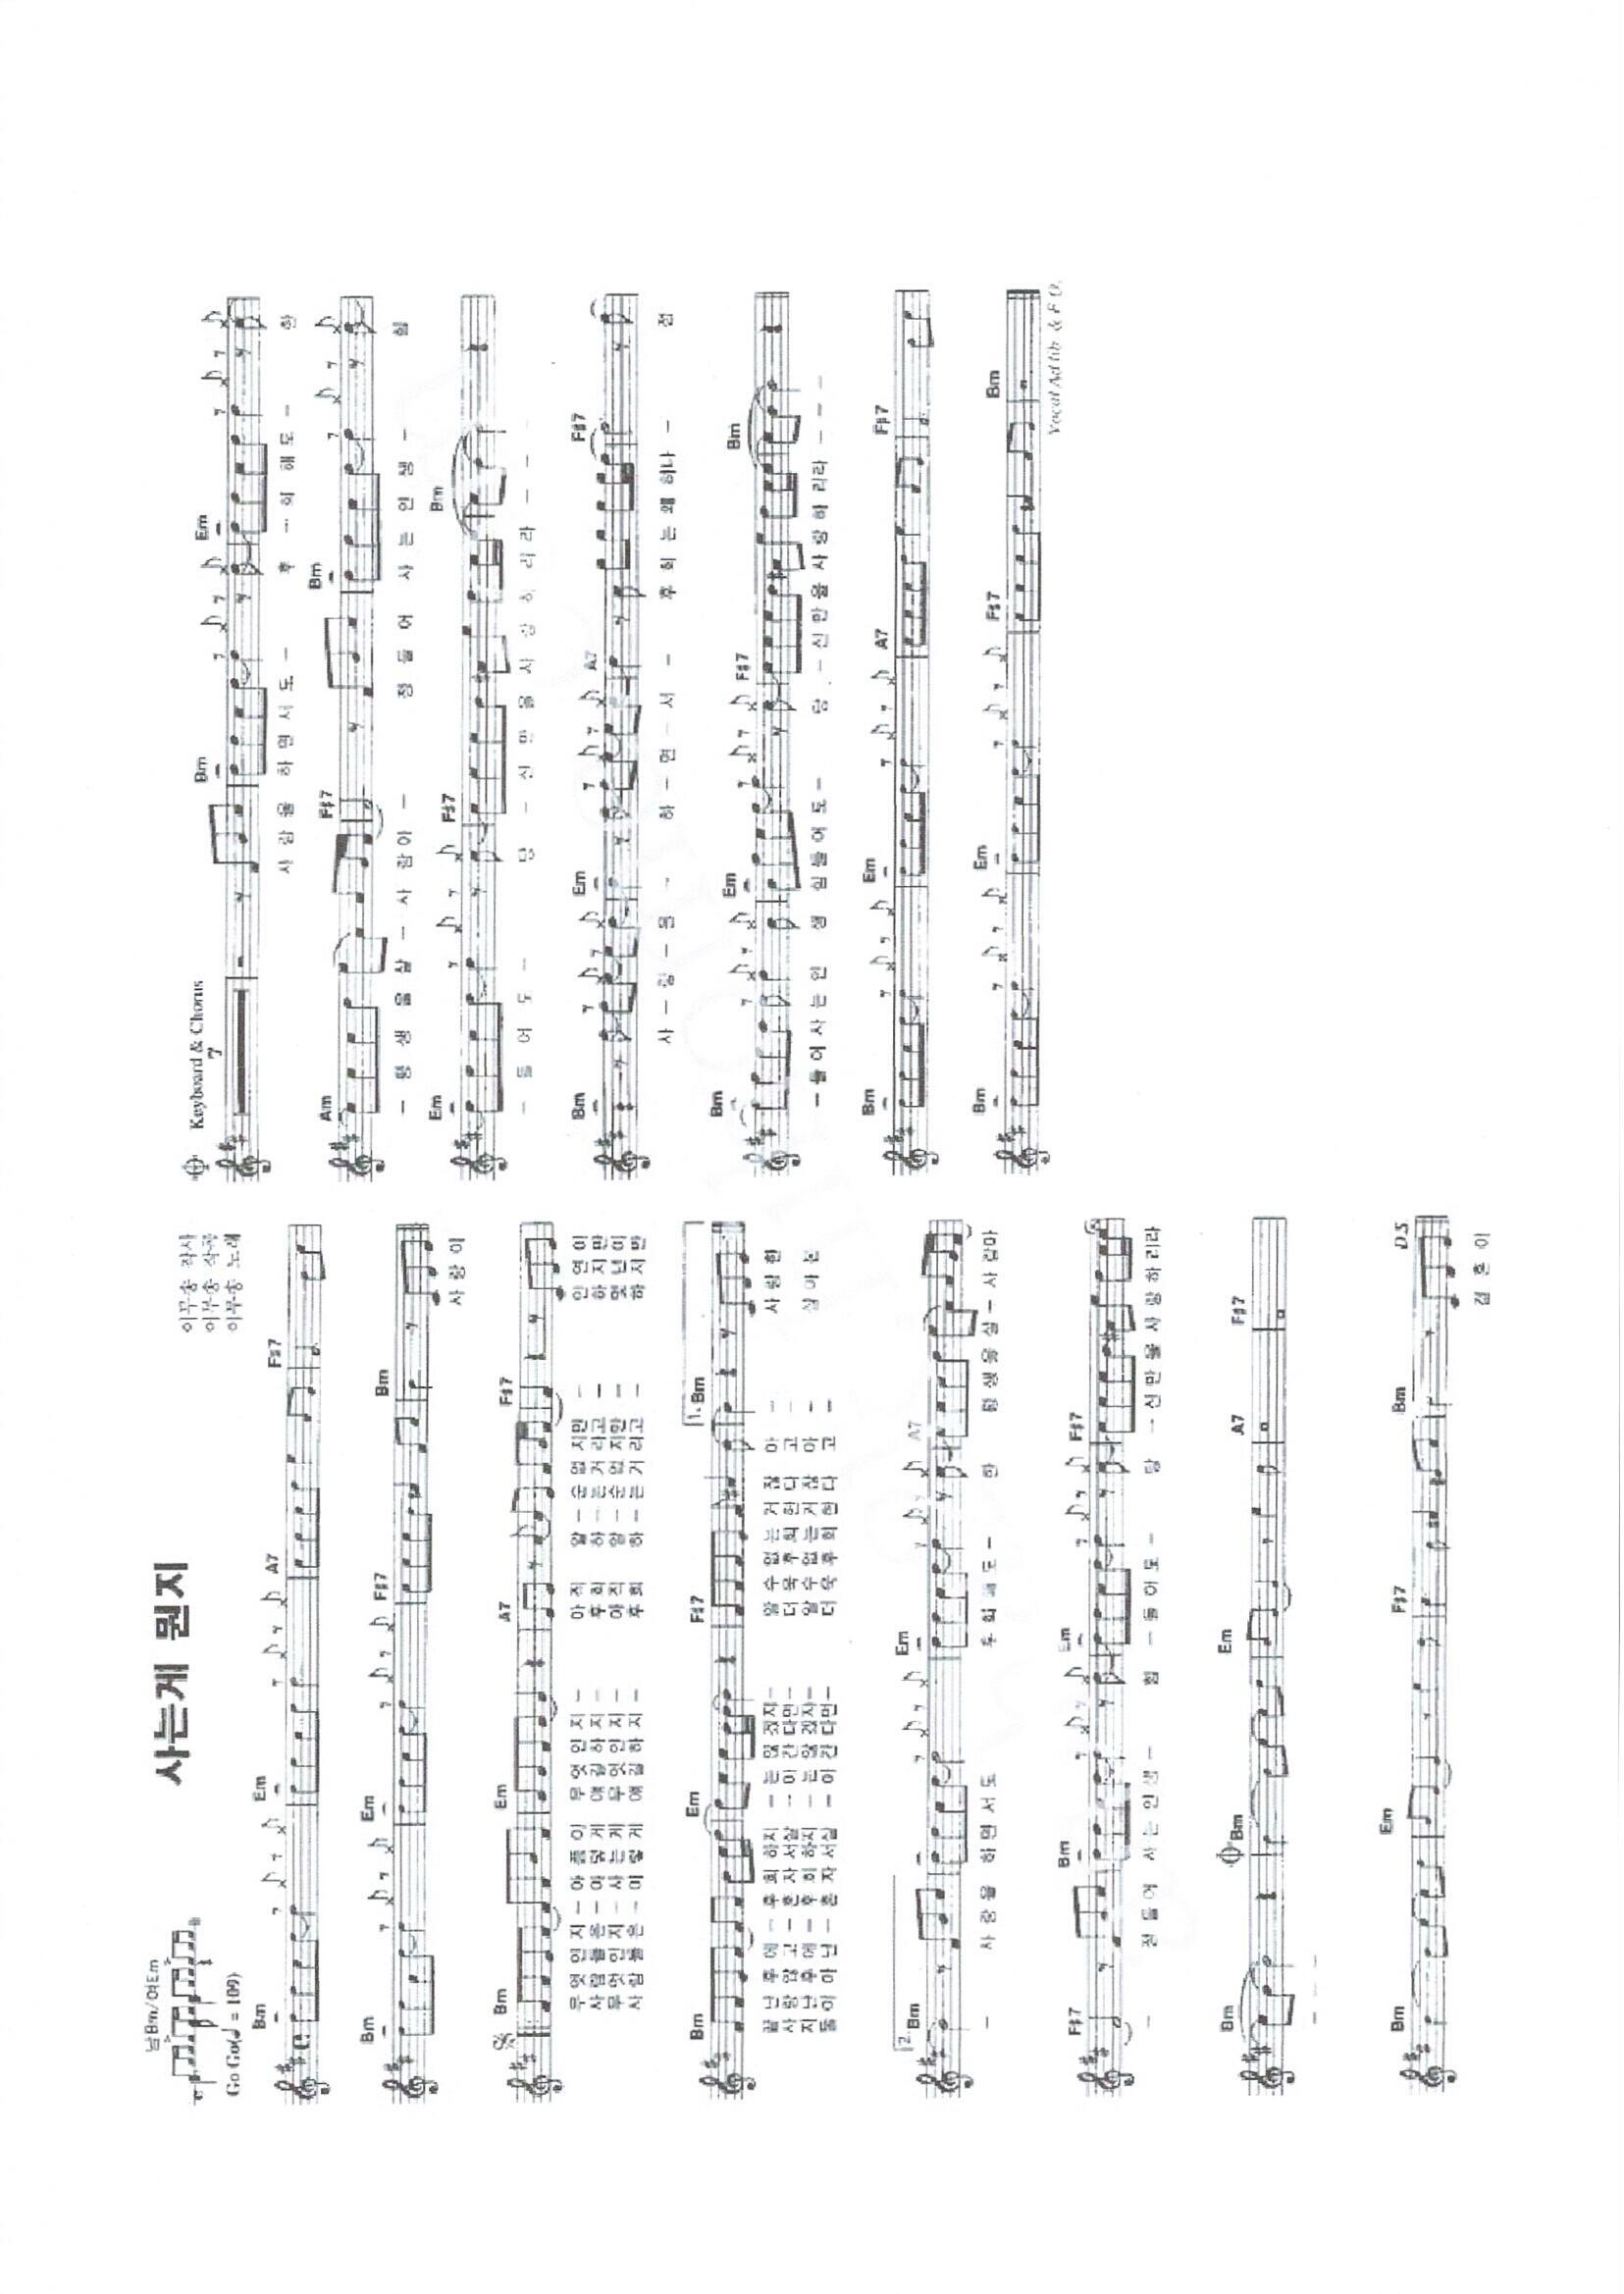 남Bm/여Em
사는게 뭔지
이무송 작사
이무송 작곡
이무송 노래
Go Go(♩ = 109)
Bm Em A7 F♯7
Bm Em F♯7 Bm
사랑이
Bm Em A7 F♯7
무엇인지-아픔이 무엇인지- 아직 알-순없지만 - 인연이
사람들은-이렇게 얘길하지- 후회 하-는거라고 - 하지만
무엇인지-사는게 무엇인지- 아직 알-순없지만 - 몇년이
사람들은-이렇게 얘길하지- 후회 하-는거라고 - 하지만
Bm Em F♯7 1. Bm
끝난후에-후회하지 -는않겠지- 알수없는거잖 아 - 사랑한
사랑않고-혼자서살 -아간다면- 더욱후회한다 고 -
지난후에-후회하지 -는않겠지- 알수없는거잖 아 - 살아본
둘이아닌-혼자서살 -아간다면- 더욱후회한다 고 -
2. Bm Em A7
- 사랑을 하면서도 후회해도- 한 평생을살-사람아
F♯7 Bm Em F♯7
- 정들어 사는인생- 힘 -들어도- 당 -신만을사랑하리라
Bm Bm Em A7 F♯7
- - -
Bm Em F♯7 Bm D.S.
결혼이
Keyboard & Chorus
7 Bm Em
사랑을 하면서도- 후 -회해도- 한
Am F♯7 Bm
-평생을살-사람아- 정들어 사는인생- 힘
Em F♯7 Bm
-들어도- 당 -신만을사랑하리라- - -
Bm Em A7 F♯7
사-랑-을 - 하-면-서 - 후회는왜하나- 정
Bm Em F♯7 Bm
-들어사는인 생 힘들어도- 당 -신만을사랑하리라- - -
Bm Em A7 F♯7
Bm Em F♯7 Bm
Vocal Ad lib & F.O.